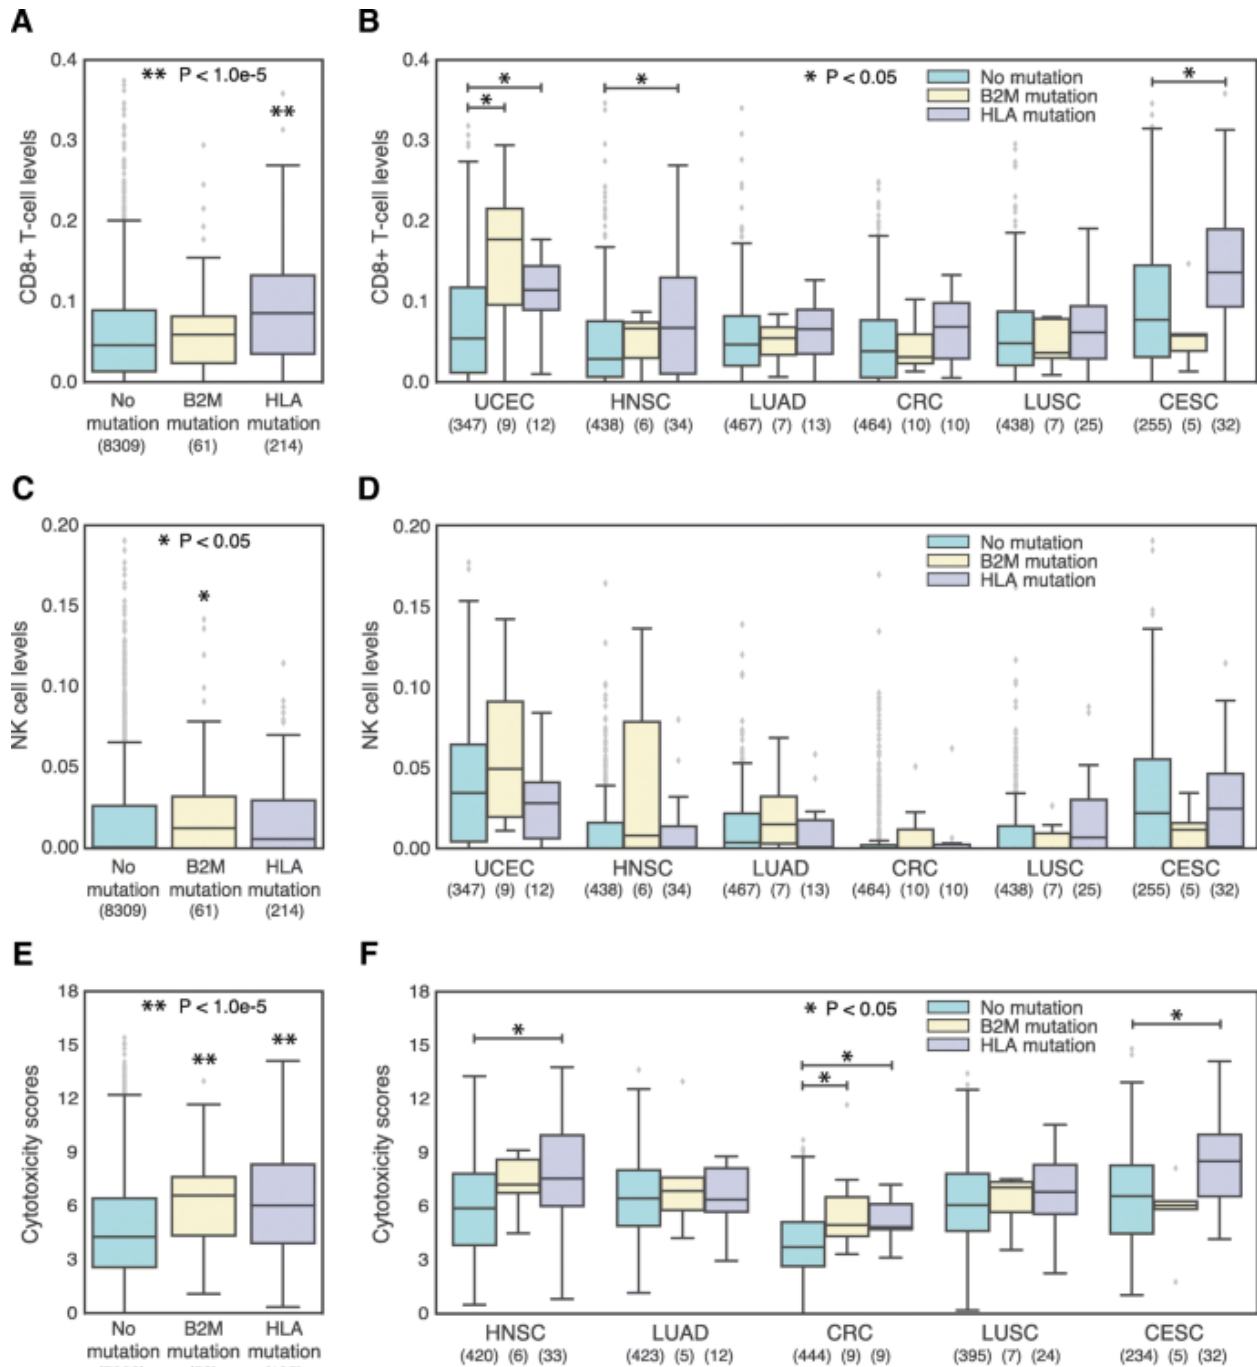 A
** P < 1.0e-5
**
CD8+ T-cell levels
0.4
0.3
0.2
0.1
0.0
No mutation
(8309)
B2M mutation
(61)
HLA mutation
(214)
B
* P < 0.05
No mutation
B2M mutation
HLA mutation
*
*
*
*
CD8+ T-cell levels
0.4
0.3
0.2
0.1
0.0
UCEC HNSC LUAD CRC LUSC CESC
(347) (9) (12) (438) (6) (34) (467) (7) (13) (464) (10) (10) (438) (7) (25) (255) (5) (32)
C
* P < 0.05
*
NK cell levels
0.20
0.15
0.10
0.05
0.00
No mutation
(8309)
B2M mutation
(61)
HLA mutation
(214)
D
No mutation
B2M mutation
HLA mutation
NK cell levels
0.20
0.15
0.10
0.05
0.00
UCEC HNSC LUAD CRC LUSC CESC
(347) (9) (12) (438) (6) (34) (467) (7) (13) (464) (10) (10) (438) (7) (25) (255) (5) (32)
E
** P < 1.0e-5
**
**
Cytotoxicity scores
18
15
12
9
6
3
0
No mutation
B2M mutation
HLA mutation
F
* P < 0.05
No mutation
B2M mutation
HLA mutation
*
*
*
*
Cytotoxicity scores
18
15
12
9
6
3
0
HNSC LUAD CRC LUSC CESC
(420) (6) (33) (423) (5) (12) (444) (9) (9) (395) (7) (24) (234) (5) (32)